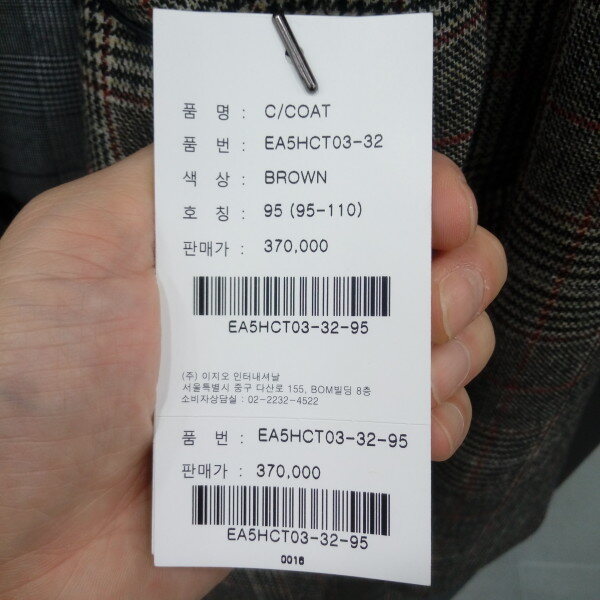 품 명 : C/COAT
품 번 : EA5HCT03-32
색 상 : BROWN
호 칭 : 95 (95-110)
판매가 : 370,000
EA5HCT03-32-95
(주) 이지오 인터내셔날
서울특별시 중구 다산로 155, BOM빌딩 8층
소비자상담실 : 02-2232-4522
품 번 : EA5HCT03-32-95
판매가 : 370,000
EA5HCT03-32-95
0016